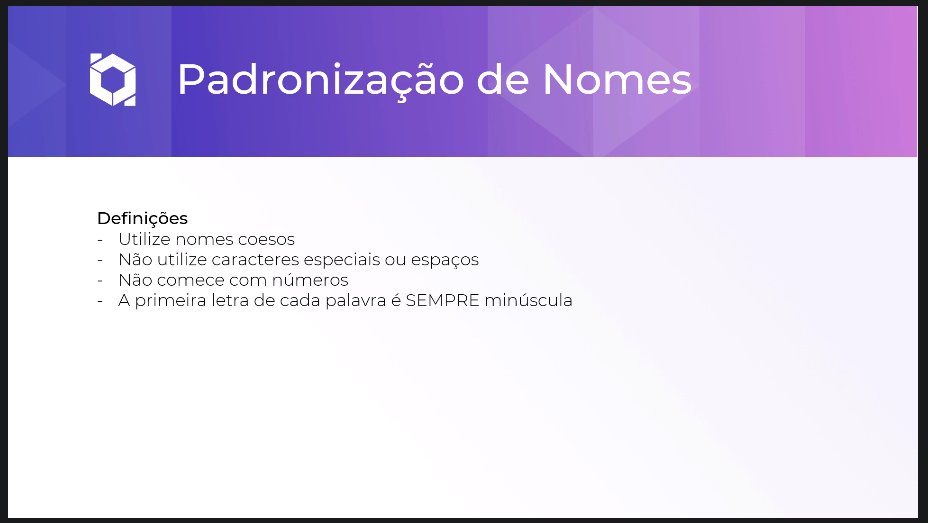 Padronização de Nomes
Definições
- Utilize nomes coesos
- Não utilize caracteres especiais ou espaços
- Não comece com números
- A primeira letra de cada palavra é SEMPRE minúscula